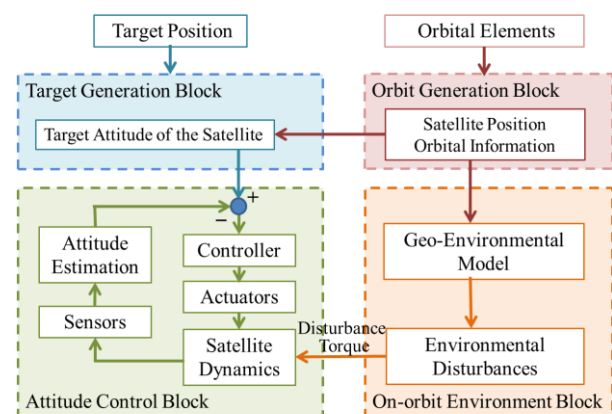 Target Position
Orbital Elements
Target Generation Block
Orbit Generation Block
Target Attitude of the Satellite
Satellite Position
Orbital Information
+
−
Attitude
Estimation
Controller
Geo-Environmental
Model
Actuators
Sensors
Satellite
Dynamics
Disturbance
Torque
Environmental
Disturbances
Attitude Control Block
On-orbit Environment Block